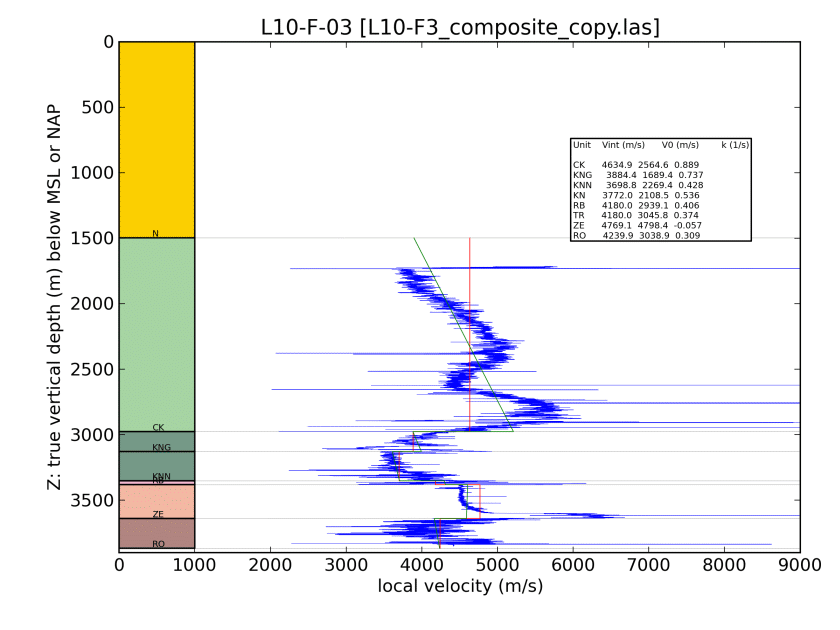 L10-F-03 [L10-F3_composite_copy.las]
Z: true vertical depth (m) below MSL or NAP
0
500
1000
1500
2000
2500
3000
3500
N
CK
KNG
KNN
ZE
RO
Unit Vint (m/s) V0 (m/s) k (1/s)
CK 4634.9 2564.6 0.889
KNG 3884.4 1689.4 0.737
KNN 3698.8 2269.4 0.428
KN 3772.0 2108.5 0.536
RB 4180.0 2939.1 0.406
TR 4180.0 3045.8 0.374
ZE 4769.1 4798.4 -0.057
RO 4239.9 3038.9 0.309
0 1000 2000 3000 4000 5000 6000 7000 8000 9000
local velocity (m/s)